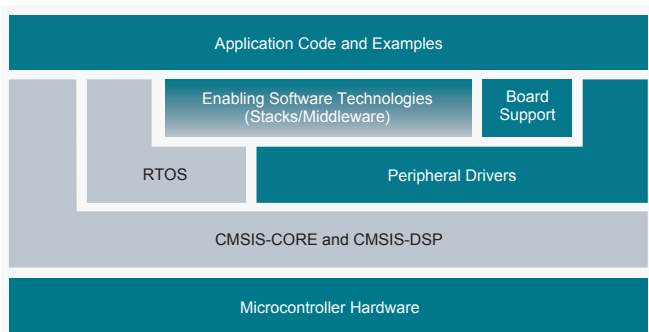 Application Code and Examples
Enabling Software Technologies
(Stacks/Middleware)
Board
Support
RTOS
Peripheral Drivers
CMSIS-CORE and CMSIS-DSP
Microcontroller Hardware